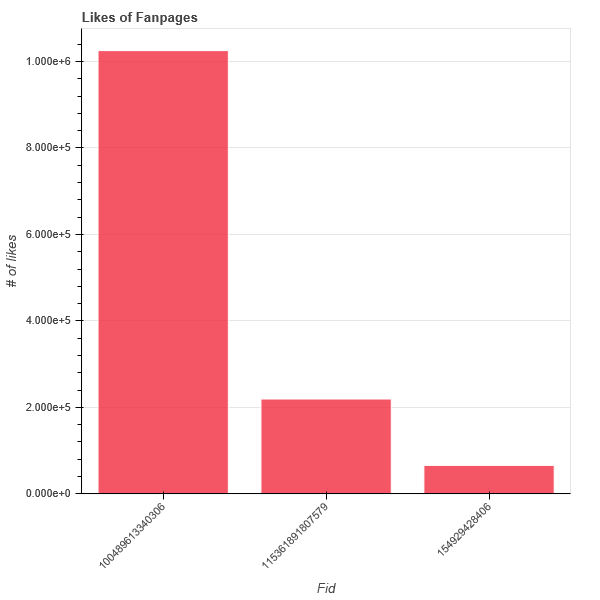 Likes of Fanpages
1.000e+6
8.000e+5
6.000e+5
4.000e+5
2.000e+5
0.000e+0
# of likes
100489613340306
115361891807579
154929428406
Fid